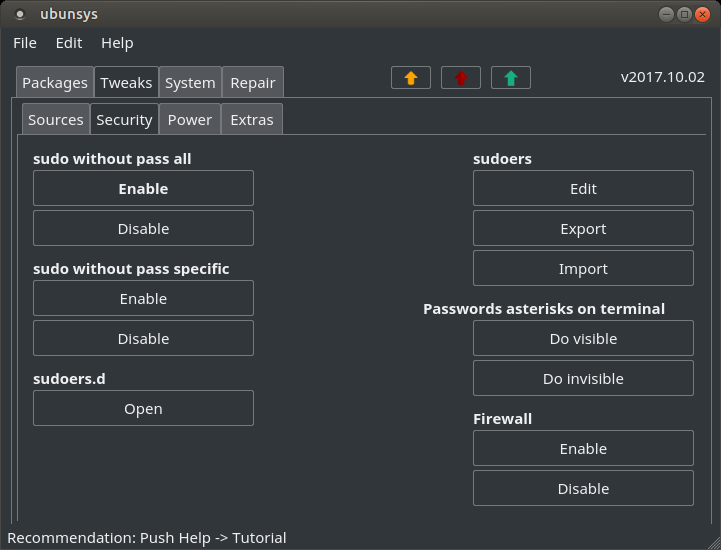 ubunsys
File Edit Help
Packages Tweaks System Repair v2017.10.02
Sources Security Power Extras
sudo without pass all
Enable
Disable
sudo without pass specific
Enable
Disable
sudoers.d
Open
sudoers
Edit
Export
Import
Passwords asterisks on terminal
Do visible
Do invisible
Firewall
Enable
Disable
Recommendation: Push Help -> Tutorial